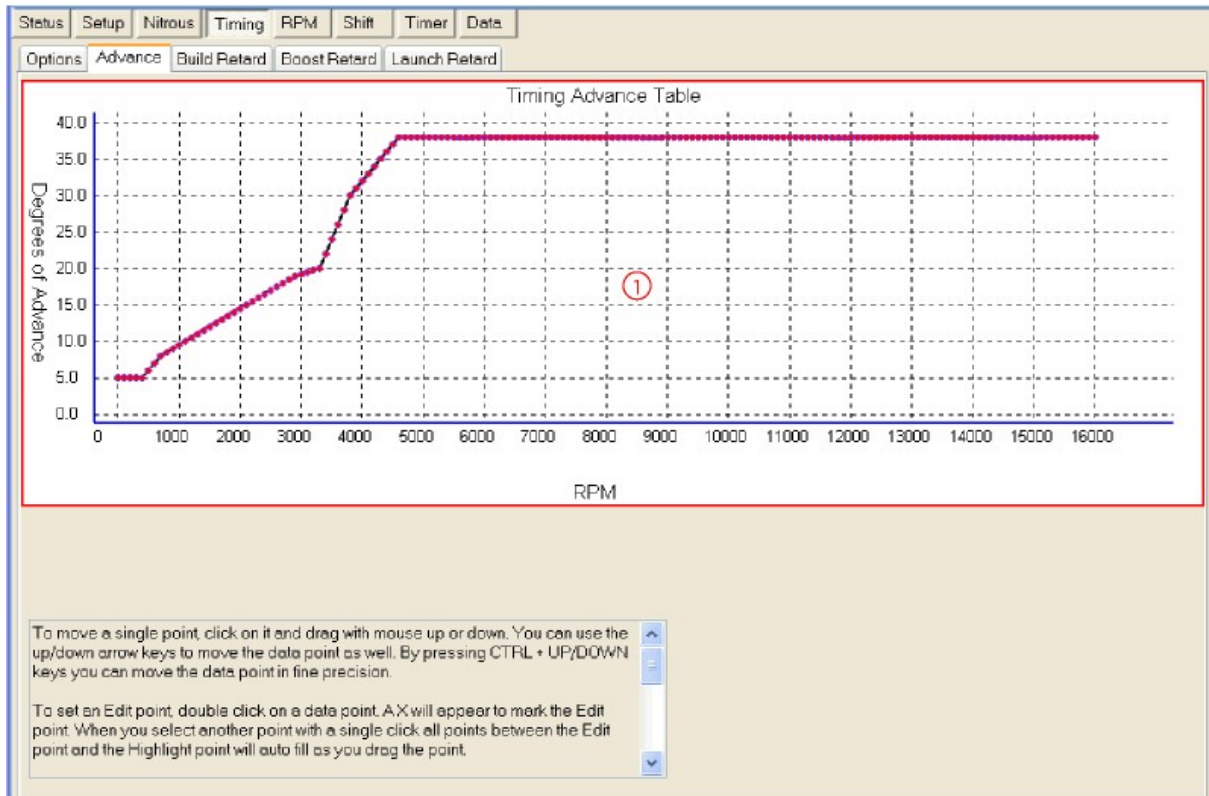 Status Setup Nitrous Timing RPM Shift Timer Data
Options Advance Build Retard Boost Retard Launch Retard
Timing Advance Table
Degrees of Advance
40.0
35.0
30.0
25.0
20.0
15.0
10.0
5.0
0.0
1
0 1000 2000 3000 4000 5000 6000 7000 8000 9000 10000 11000 12000 13000 14000 15000 16000
RPM
To move a single point, click on it and drag with mouse up or down. You can use the
up/down arrow keys to move the data point as well. By pressing CTRL + UP/DOWN
keys you can move the data point in fine precision.
To set an Edit point, double click on a data point. A X will appear to mark the Edit
point. When you select another point with a single click all points between the Edit
point and the Highlight point will auto fill as you drag the point.